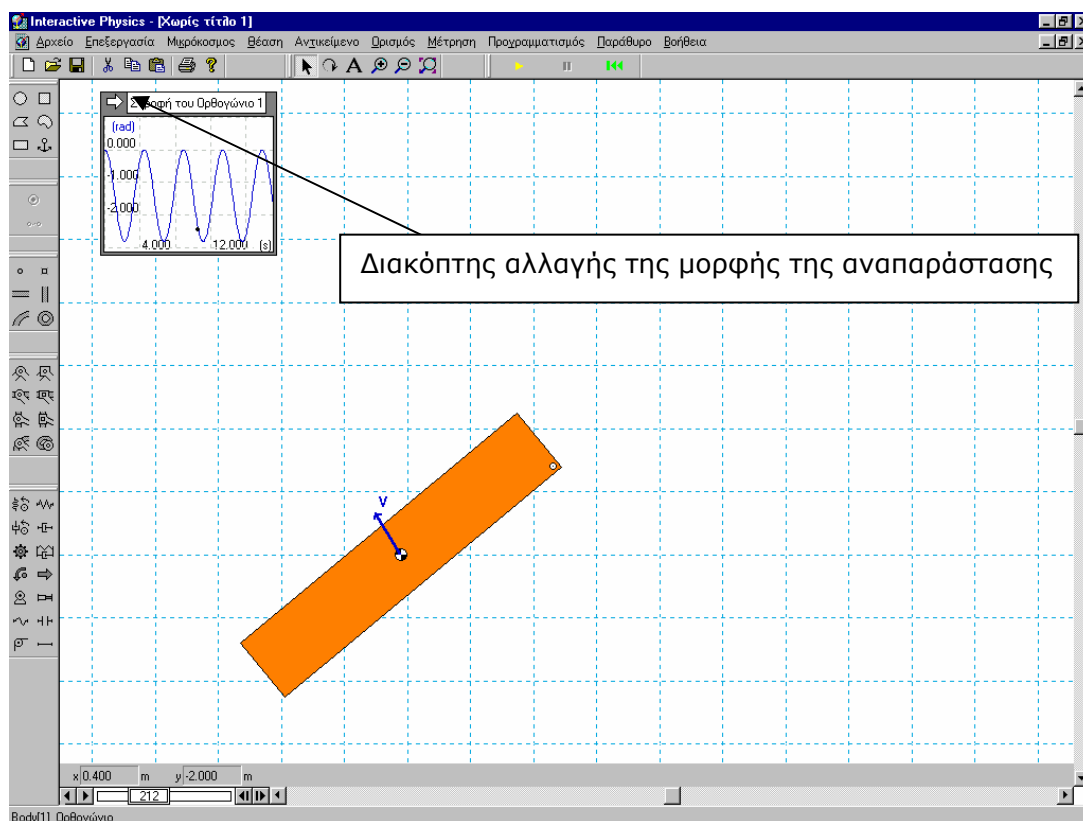 Interactive Physics - [Χωρίς τίτλο 1]
Αρχείο Επεξεργασία Μικρόκοσμος Θέαση Αντικείμενο Ορισμός Μέτρηση Προγραμματισμός Παράθυρο Βοήθεια
A
του Ορθογώνιο 1
(rad)
0.000
-1.000
-2.000
4.000 12.000 (s)
Διακόπτης αλλαγής της μορφής της αναπαράστασης
V
x 0.400 m y -2.000 m
212
Body[1] Ορθογώνιο